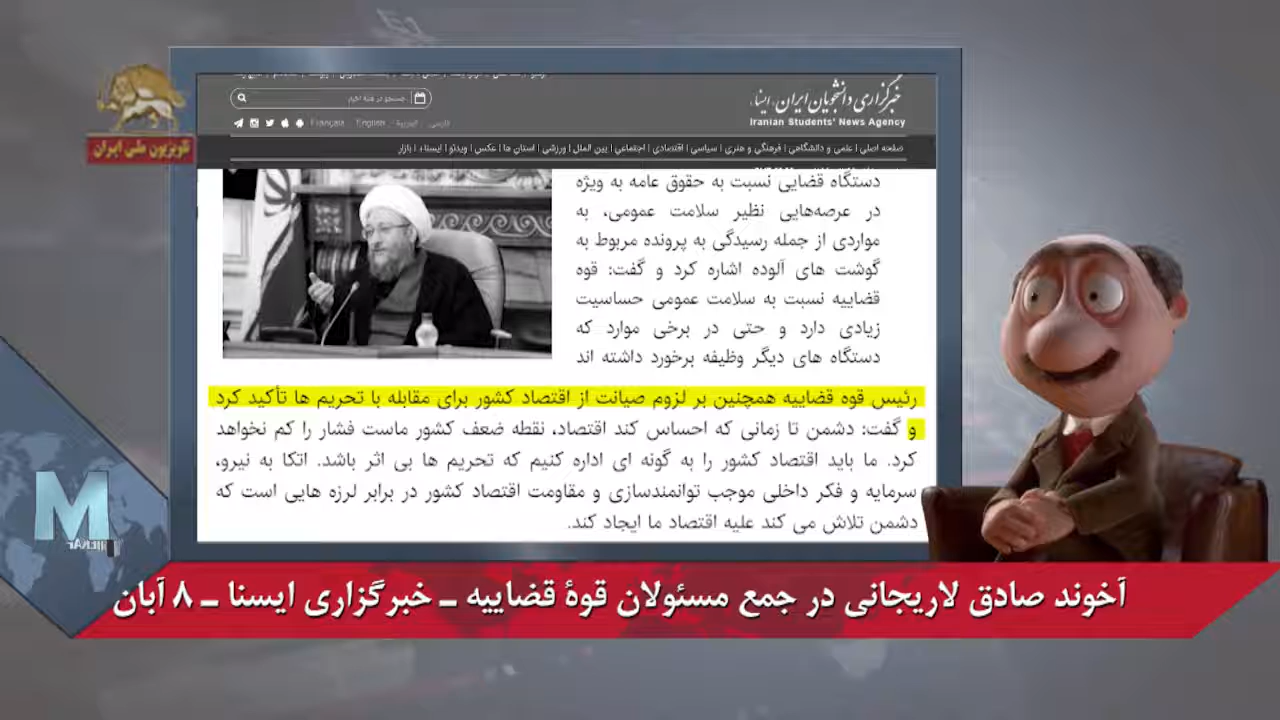 تلویزیون ملی ایران
جستجو در همه اخبار
خبرگزاری دانشجویان ایران، ایسنا،
Iranian Students' News Agency
Français English العربیة فارسی
صفحه اصلی | علمی و دانشگاهی | فرهنگی و هنری | سیاسی | اقتصادی | اجتماعی | بین الملل | ورزشی | استان ها | عکس | ویدئو | ایسنا+ | بازار
دستگاه قضایی نسبت به حقوق عامه به ویژه
در عرصه‌هایی نظیر سلامت عمومی، به
مواردی از جمله رسیدگی به پرونده مربوط به
گوشت های آلوده اشاره کرد و گفت: قوه
قضاییه نسبت به سلامت عمومی حساسیت
زیادی دارد و حتی در برخی موارد که
دستگاه های دیگر وظیفه برخورد داشته اند
رئیس قوه قضاییه همچنین بر لزوم صیانت از اقتصاد کشور برای مقابله با تحریم ها تأکید کرد
و گفت: دشمن تا زمانی که احساس کند اقتصاد، نقطه ضعف کشور ماست فشار را کم نخواهد
کرد. ما باید اقتصاد کشور را به گونه ای اداره کنیم که تحریم ها بی اثر باشد. اتکا به نیرو،
سرمایه و فکر داخلی موجب توانمندسازی و مقاومت اقتصاد کشور در برابر لرزه هایی است که
دشمن تلاش می کند علیه اقتصاد ما ایجاد کند.
M
آخوند صادق لاریجانی در جمع مسئولان قوهٔ قضاییه ـ خبرگزاری ایسنا ـ ۸ آبان